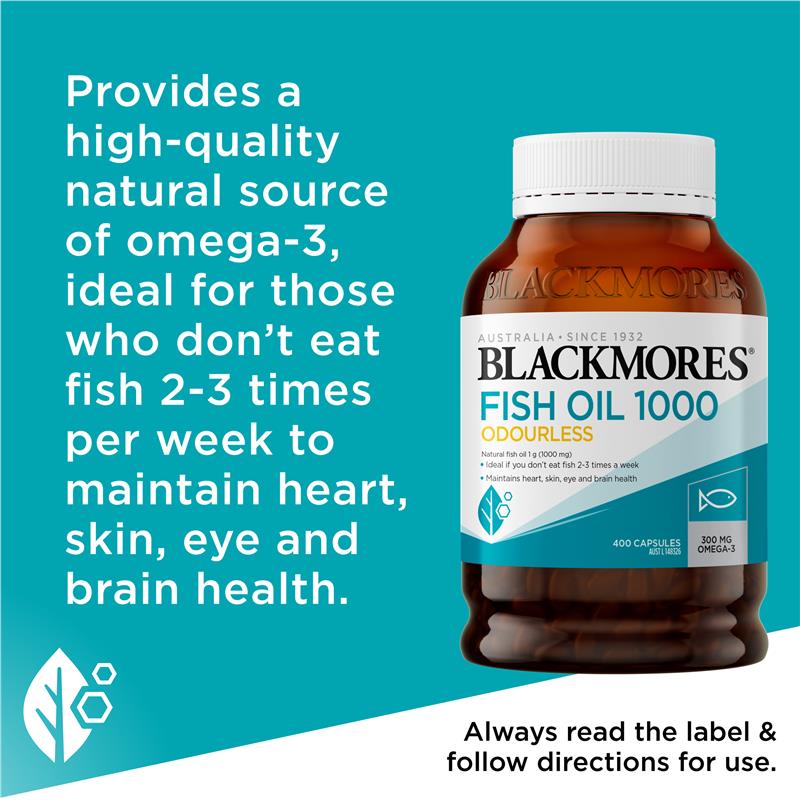 Provides a
high-quality
natural source
of omega-3,
ideal for those
who don’t eat
fish 2-3 times
per week to
maintain heart,
skin, eye and
brain health.
BLACKMORES
AUSTRALIA • SINCE 1932
BLACKMORES®
FISH OIL 1000
ODOURLESS
Natural fish oil 1 g (1000 mg)
• Ideal if you don't eat fish 2-3 times a week
• Maintains heart, skin, eye and brain health
400 CAPSULES
AUST L 148326
300 MG
OMEGA-3
Always read the label &
follow directions for use.